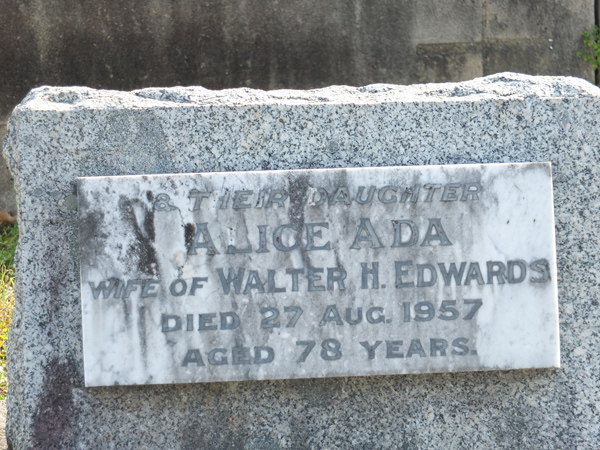 & THEIR DAUGHTER
ALICE ADA
WIFE OF WALTER H. EDWARDS
DIED 27 AUG. 1957
AGED 78 YEARS.